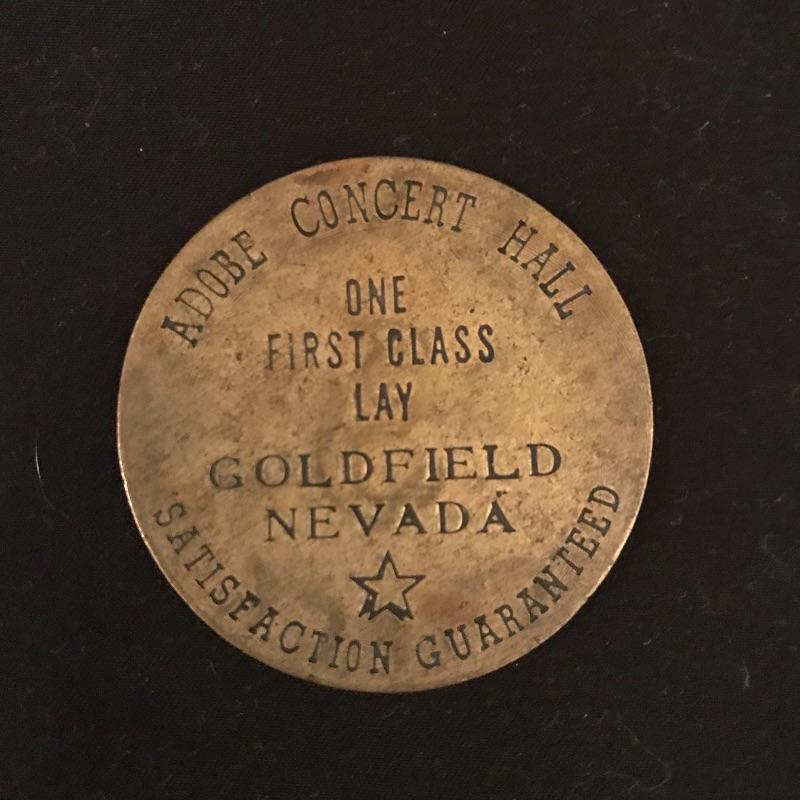 ADOBE CONCERT HALL
ONE
FIRST CLASS
LAY
GOLDFIELD
NEVADA
SATISFACTION GUARANTEED